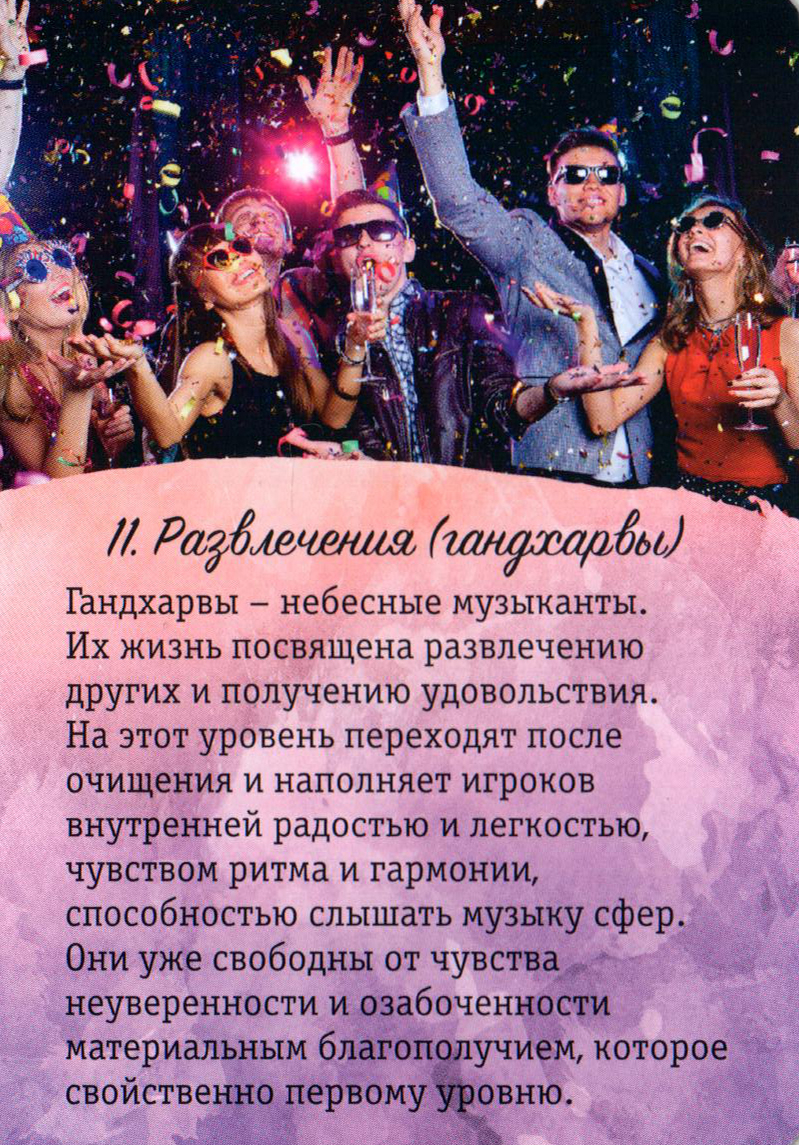 11. Развлечения (гандхарвы)
Гандхарвы – небесные музыканты.
Их жизнь посвящена развлечению
других и получению удовольствия.
На этот уровень переходят после
очищения и наполняет игроков
внутренней радостью и легкостью,
чувством ритма и гармонии,
способностью слышать музыку сфер.
Они уже свободны от чувства
неуверенности и озабоченности
материальным благополучием, которое
свойственно первому уровню.